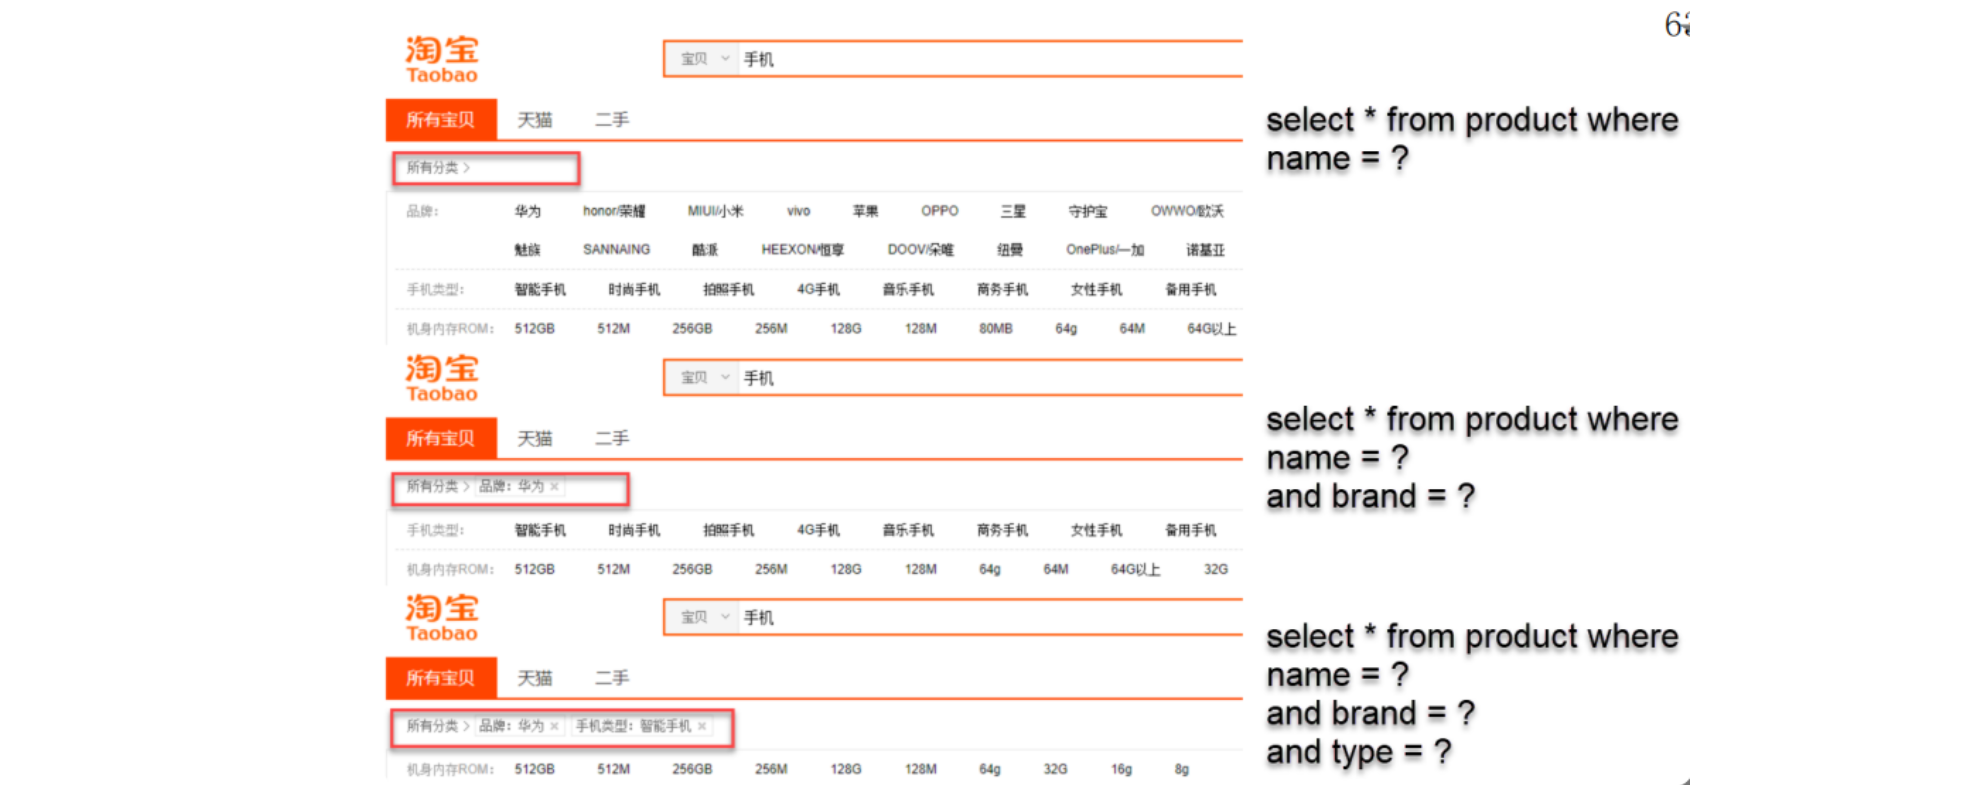 淘宝
Taobao
宝贝 手机
所有宝贝 天猫 二手
所有分类 >
品牌： 华为 honor/荣耀 MIUI/小米 vivo 苹果 OPPO 三星 守护宝 OWWO/欧沃
魅族 SANNAING 酷派 HEEXON/恒享 DOOV/朵唯 纽曼 OnePlus/一加 诺基亚
手机类型： 智能手机 时尚手机 拍照手机 4G手机 音乐手机 商务手机 女性手机 备用手机
机身内存ROM： 512GB 512M 256GB 256M 128G 128M 80MB 64g 64M 64G以上
select * from product where
name = ?
淘宝
Taobao
宝贝 手机
所有宝贝 天猫 二手
所有分类 > 品牌：华为 ×
手机类型： 智能手机 时尚手机 拍照手机 4G手机 音乐手机 商务手机 女性手机 备用手机
机身内存ROM： 512GB 512M 256GB 256M 128G 128M 64g 64M 64G以上 32G
select * from product where
name = ?
and brand = ?
淘宝
Taobao
宝贝 手机
所有宝贝 天猫 二手
所有分类 > 品牌：华为 × 手机类型：智能手机 ×
机身内存ROM： 512GB 512M 256GB 256M 128G 128M 64g 32G 16g 8g
select * from product where
name = ?
and brand = ?
and type = ?